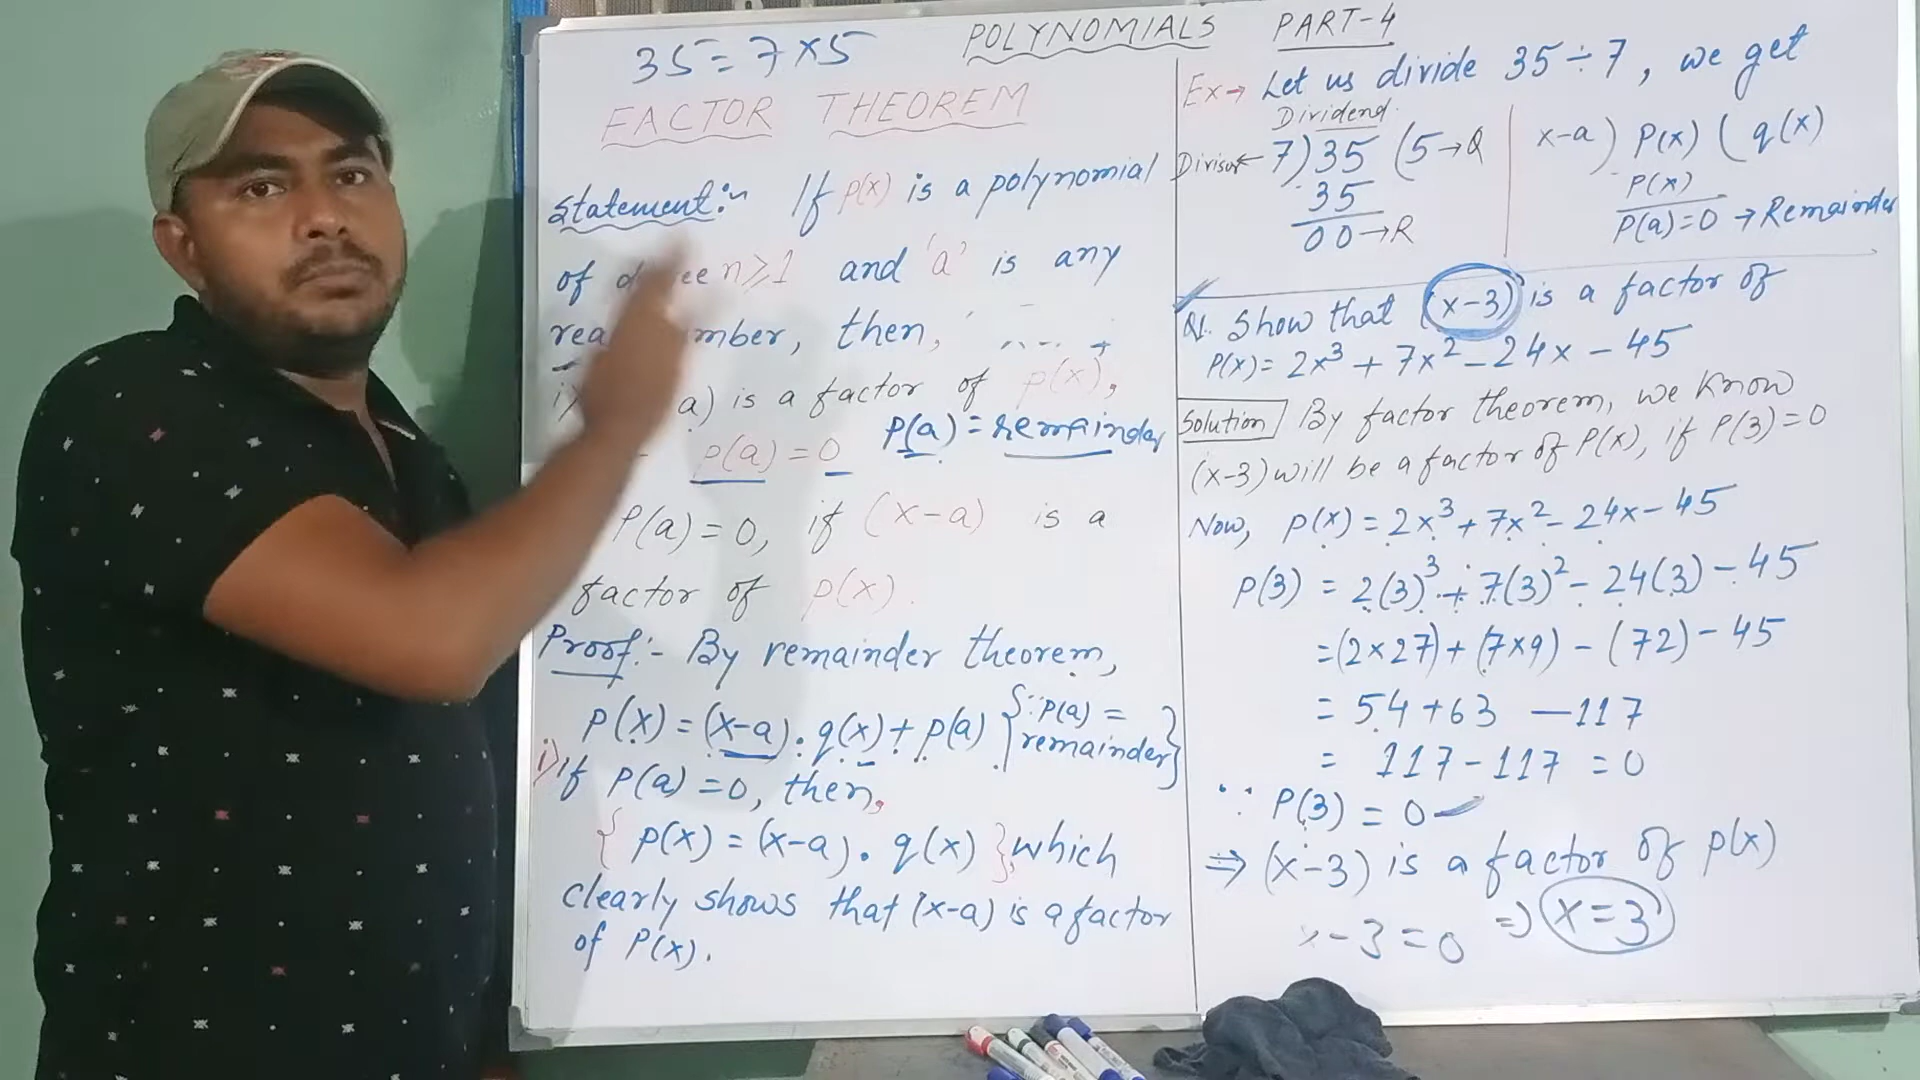 POLYNOMIALS PART-4
35=7×5
FACTOR THEOREM
Statement:- If p(x) is a polynomial
of n≥1 and 'a' is any
then,
i) a) is a factor of p(x),
p(a)=0 p(a)=remainder
P(a)=0, if (x-a) is a
factor of p(x).
Proof:- By remainder theorem,
p(x)=(x-a).q(x)+p(a) {∵p(a)=
remainder}
i) If P(a)=0, then,
{p(x)=(x-a).q(x)} which
clearly shows that (x-a) is a factor
of P(x).
Ex→ Let us divide 35÷7, we get
Dividend
Divisor← 7)35(5→Q
35
00→R
x-a)P(x)(q(x)
P(x)
P(a)=0→Remainder
Q1. Show that (x-3) is a factor of
P(x)=2x³+7x²-24x-45
Solution By factor theorem, we know
(x-3) will be a factor of P(x), if P(3)=0
Now, p(x)=2x³+7x²-24x-45
P(3)=2(3)³+7(3)²-24(3)-45
=(2×27)+(7×9)-(72)-45
=54+63-117
=117-117=0
∵ P(3)=0
⇒(x-3) is a factor of p(x)
x-3=0 ⇒ x=3